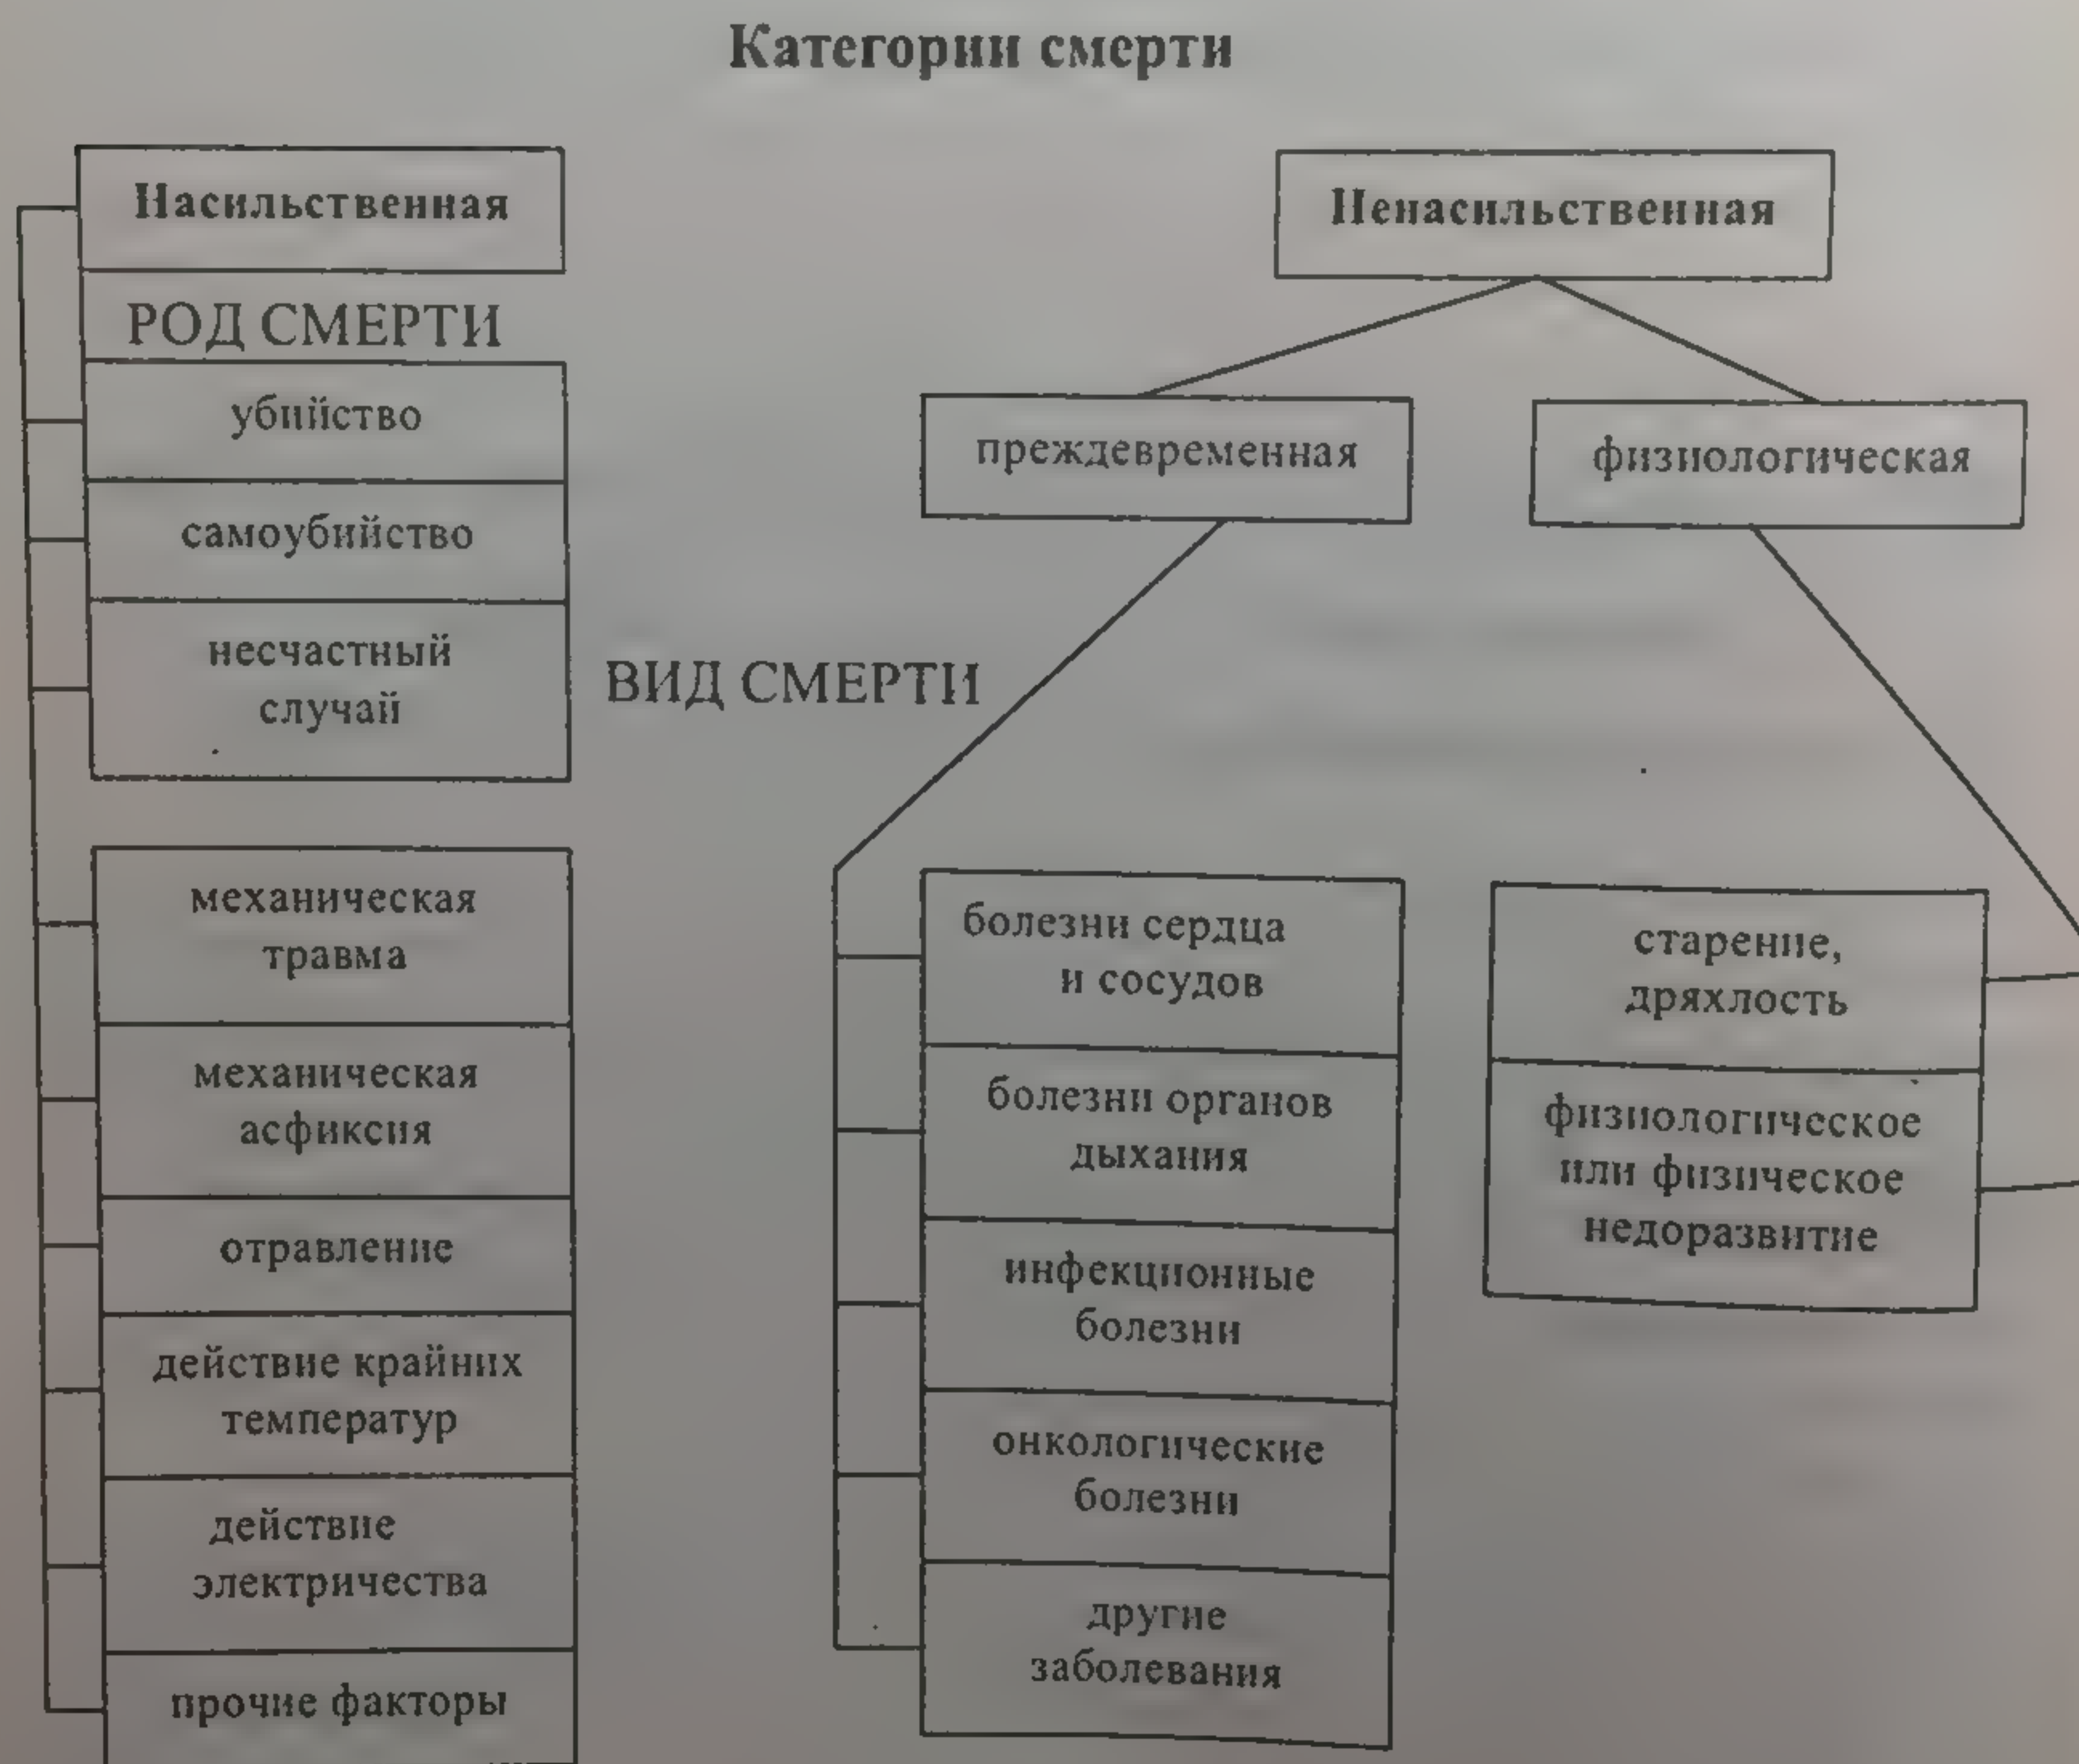 Категории смерти
Насильственная
РОД СМЕРТИ
убийство
самоубийство
несчастный
случай
механическая
травма
механическая
асфиксия
отравление
действие крайних
температур
действие
электричества
прочие факторы
Ненасильственная
преждевременная
физиологическая
ВИД СМЕРТИ
болезни сердца
и сосудов
болезни органов
дыхания
инфекционные
болезни
онкологические
болезни
другие
заболевания
старение,
дряхлость
физиологическое
или физическое
недоразвитие